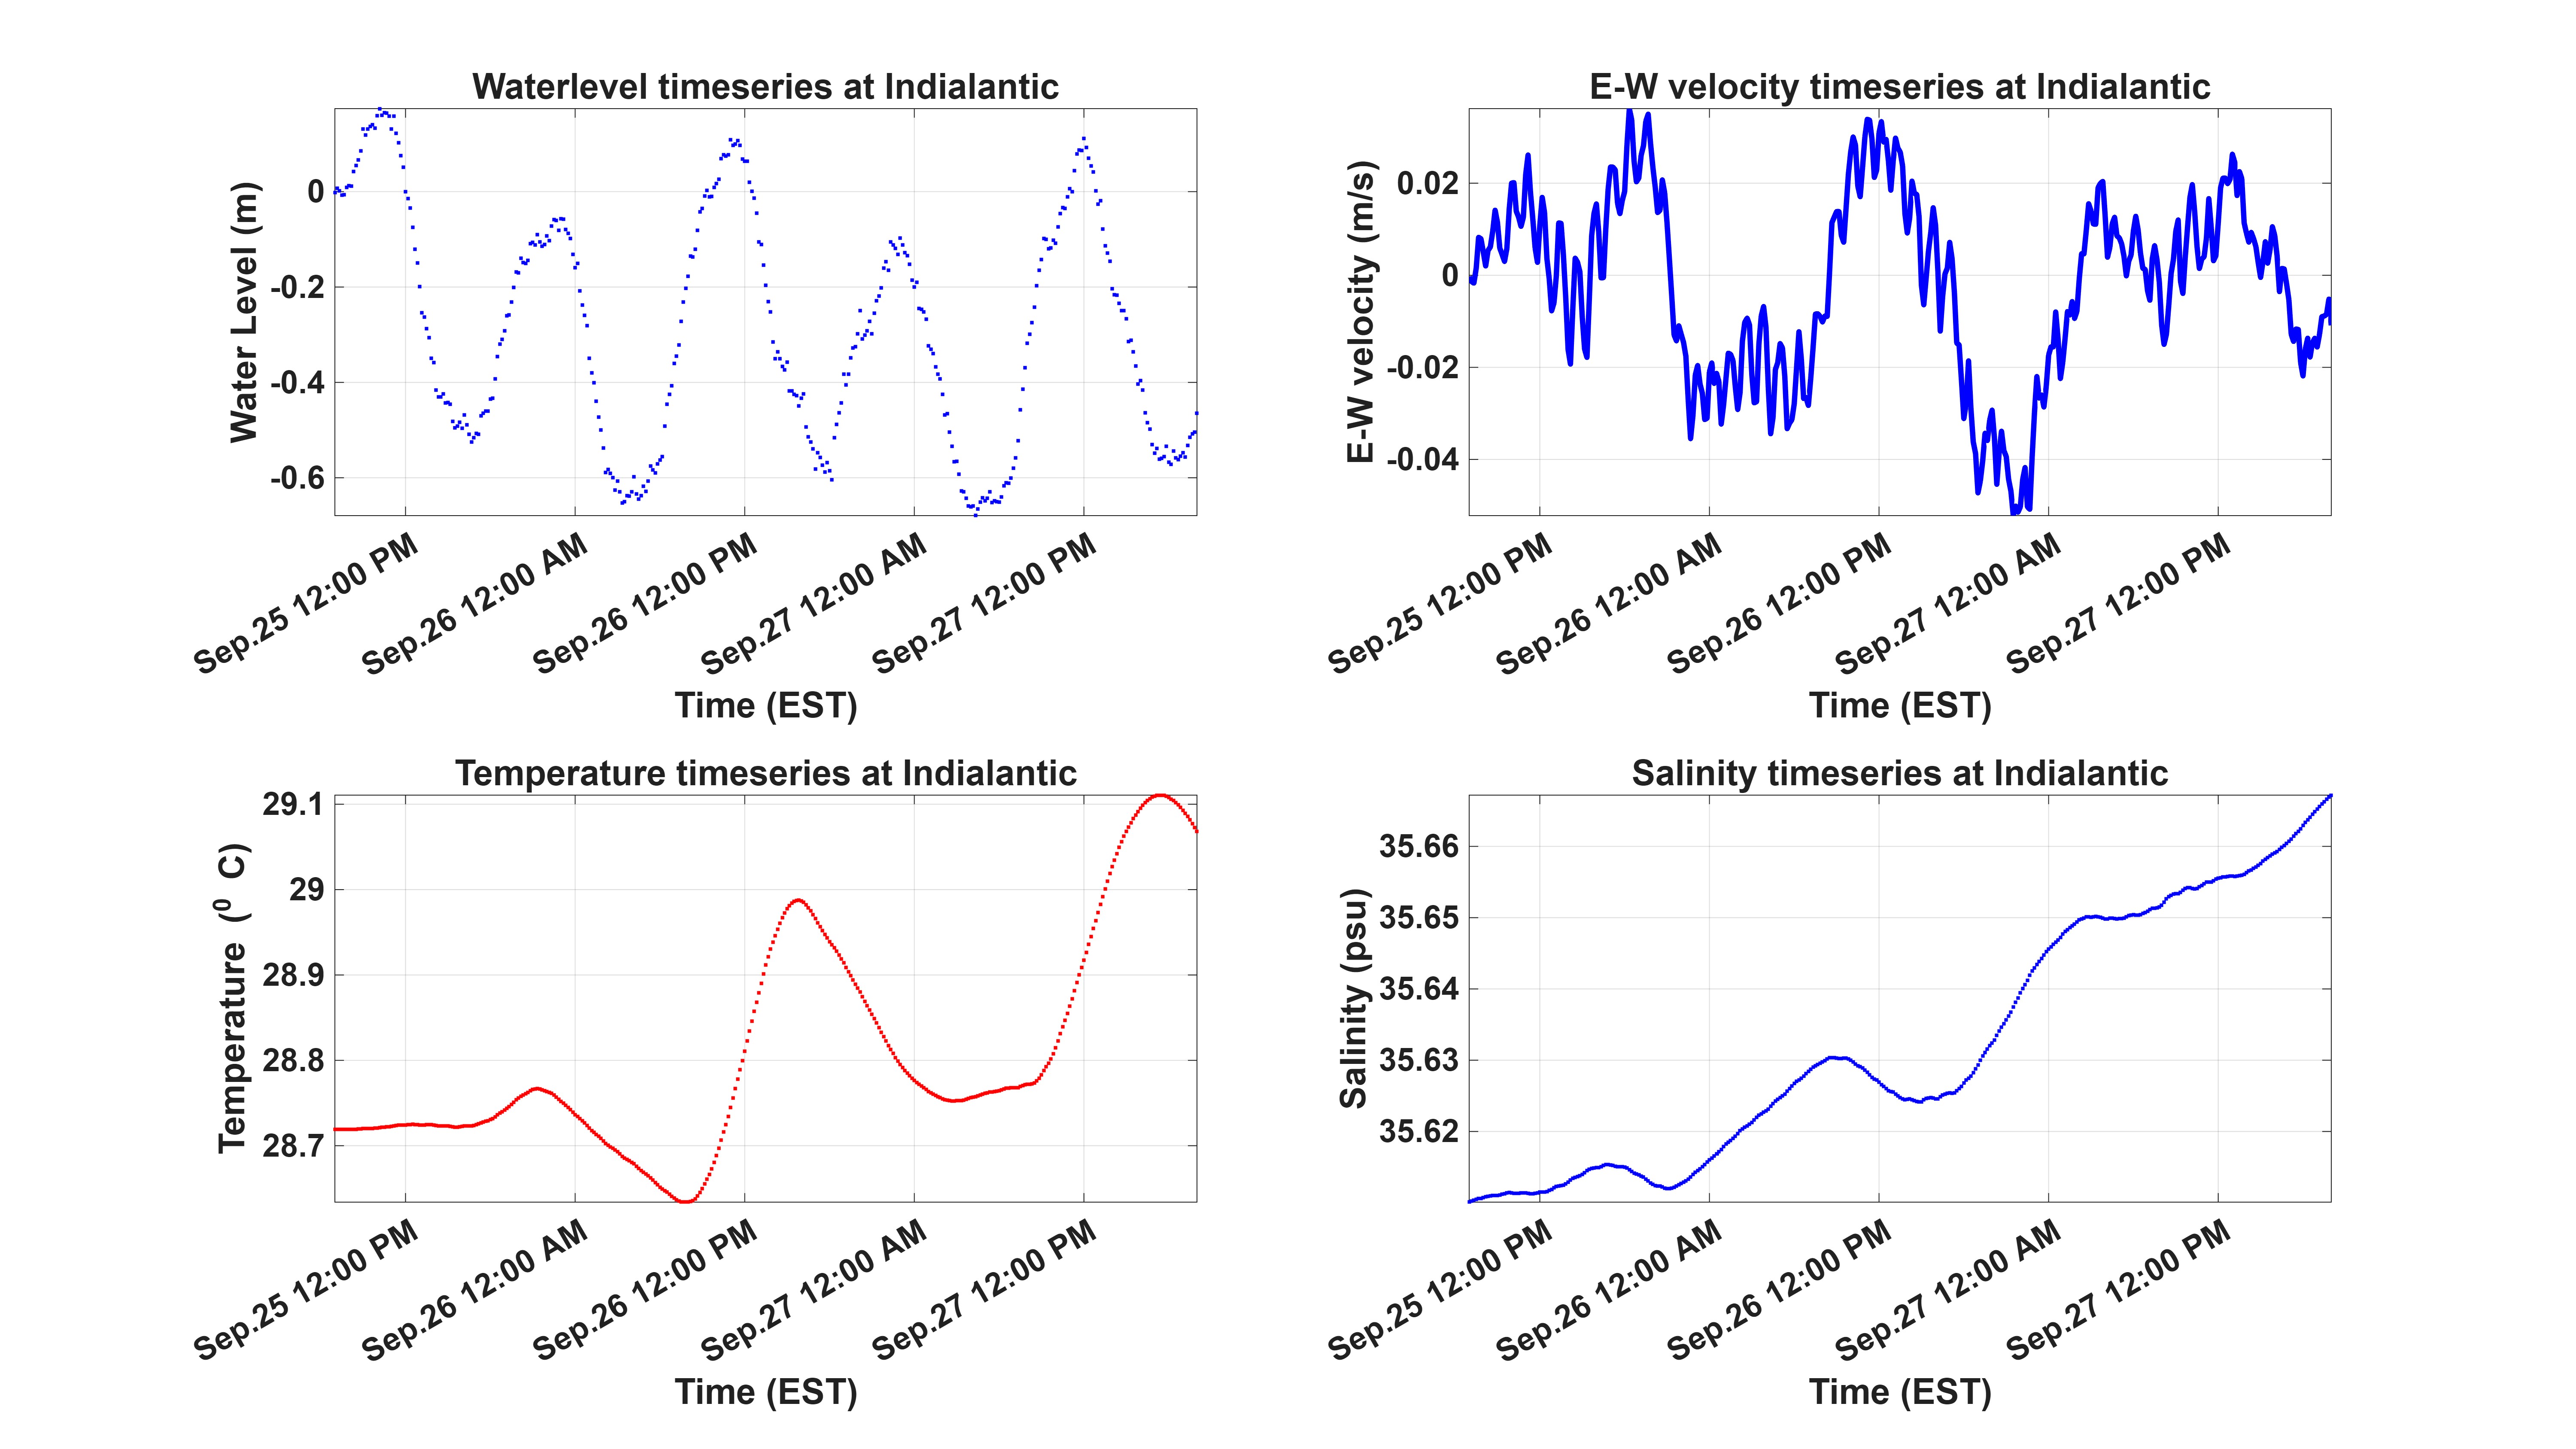 Waterlevel timeseries at Indialantic
Water Level (m)
0
-0.2
-0.4
-0.6
Sep.25 12:00 PM
Sep.26 12:00 AM
Sep.26 12:00 PM
Sep.27 12:00 AM
Sep.27 12:00 PM
Time (EST)
E-W velocity timeseries at Indialantic
E-W velocity (m/s)
0.02
0
-0.02
-0.04
Sep.25 12:00 PM
Sep.26 12:00 AM
Sep.26 12:00 PM
Sep.27 12:00 AM
Sep.27 12:00 PM
Time (EST)
Temperature timeseries at Indialantic
Temperature (⁰ C)
29.1
29
28.9
28.8
28.7
Sep.25 12:00 PM
Sep.26 12:00 AM
Sep.26 12:00 PM
Sep.27 12:00 AM
Sep.27 12:00 PM
Time (EST)
Salinity timeseries at Indialantic
Salinity (psu)
35.66
35.65
35.64
35.63
35.62
Sep.25 12:00 PM
Sep.26 12:00 AM
Sep.26 12:00 PM
Sep.27 12:00 AM
Sep.27 12:00 PM
Time (EST)